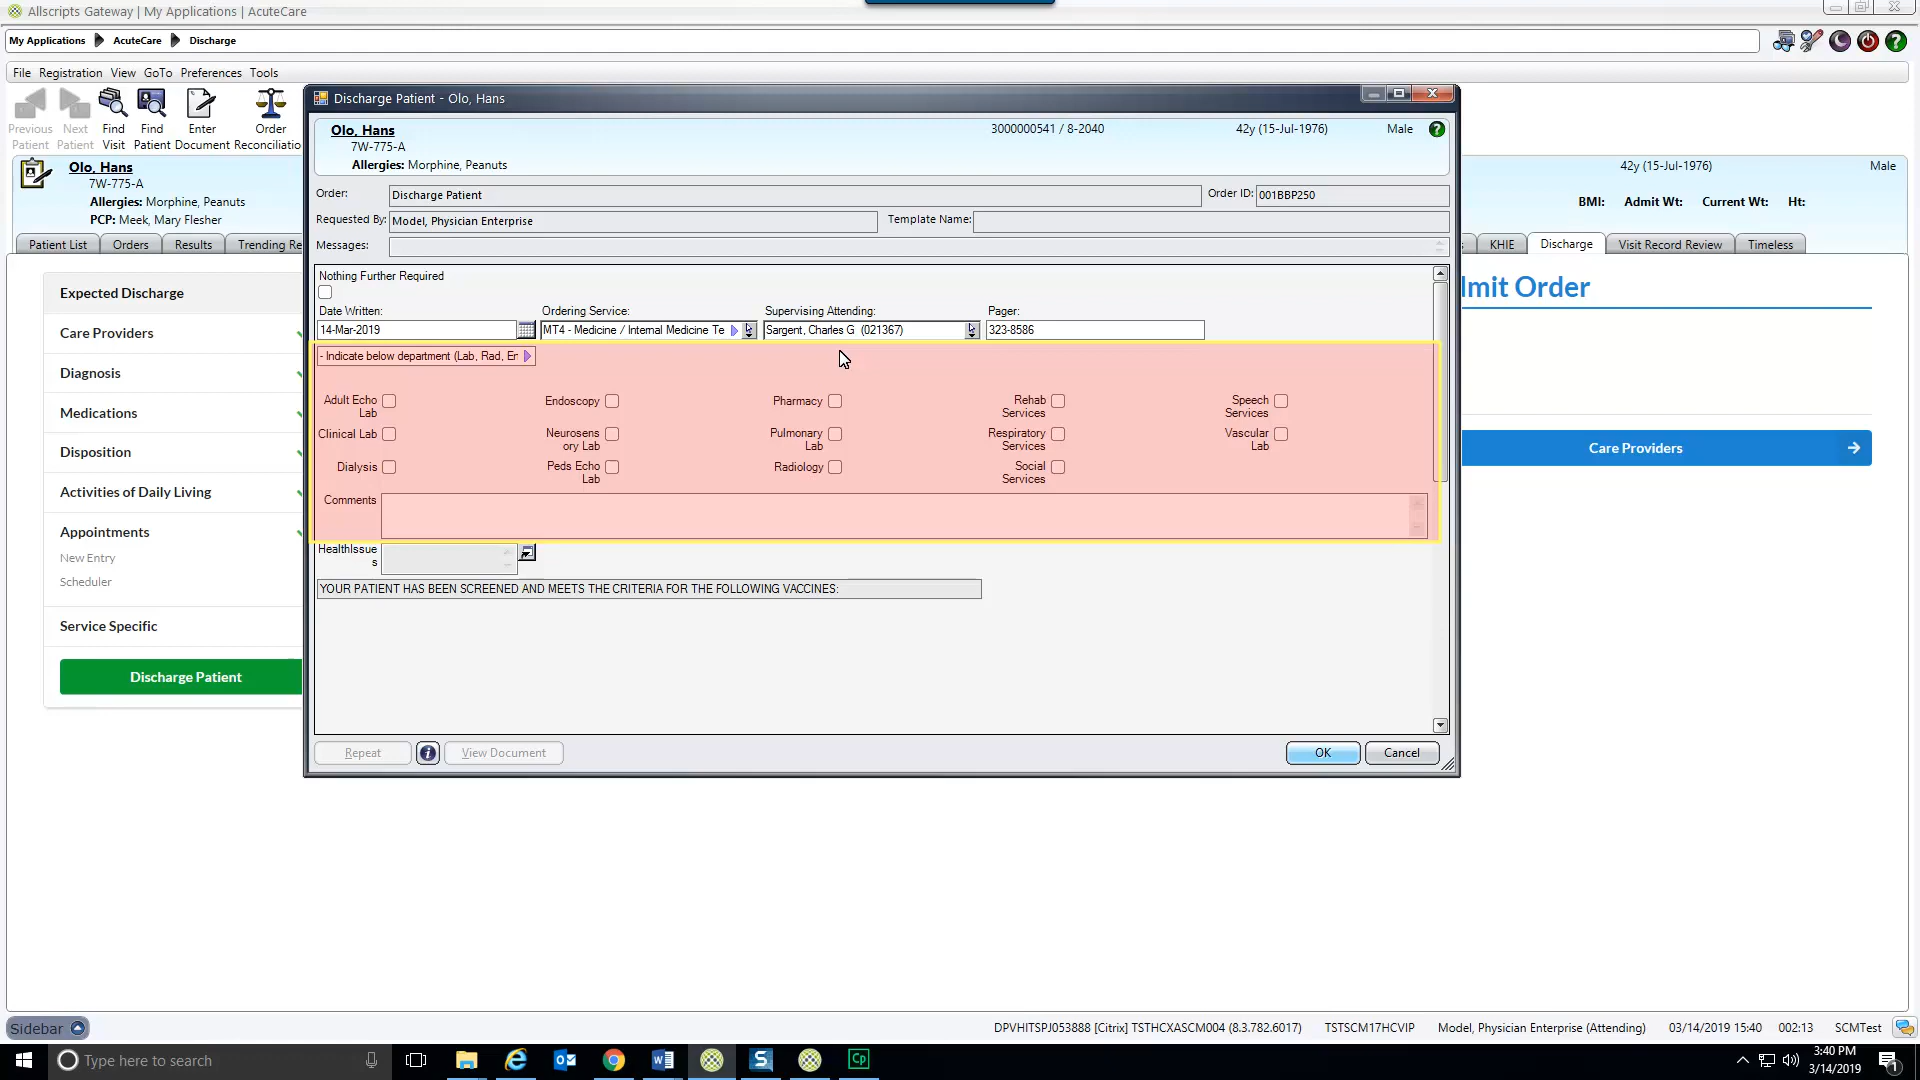 Allscripts Gateway | My Applications | AcuteCare
My Applications AcuteCare Discharge
File Registration View GoTo Preferences Tools
Previous Patient
Next Patient
Find Visit
Find Patient
Enter Document
Order Reconciliatio
Olo, Hans
7W-775-A
Allergies: Morphine, Peanuts
PCP: Meek, Mary Flesher
42y (15-Jul-1976) Male
BMI: Admit Wt: Current Wt: Ht:
Patient List Orders Results Trending Re
s KHIE Discharge Visit Record Review Timeless
Expected Discharge
Care Providers
Diagnosis
Medications
Disposition
Activities of Daily Living
Appointments
New Entry
Scheduler
Service Specific
Discharge Patient
Discharge Patient - Olo, Hans
Olo, Hans 3000000541 / 8-2040 42y (15-Jul-1976) Male
7W-775-A
Allergies: Morphine, Peanuts
Order: Discharge Patient Order ID: 001BBP250
Requested By: Model, Physician Enterprise Template Name:
Messages:
Nothing Further Required
Date Written: Ordering Service: Supervising Attending: Pager:
14-Mar-2019 MT4 - Medicine / Internal Medicine Te Sargent, Charles G (021367) 323-8586
- Indicate below department (Lab, Rad, Er
Adult Echo Lab Endoscopy Pharmacy Rehab Services Speech Services
Clinical Lab Neurosens ory Lab Pulmonary Lab Respiratory Services Vascular Lab
Dialysis Peds Echo Lab Radiology Social Services
Comments
HealthIssue
s
YOUR PATIENT HAS BEEN SCREENED AND MEETS THE CRITERIA FOR THE FOLLOWING VACCINES:
Repeat View Document OK Cancel
mit Order
Care Providers
Sidebar
DPVHITSPJ053888 [Citrix] TSTHCXASCM004 (8.3.782.6017) TSTSCM17HCVIP Model, Physician Enterprise (Attending) 03/14/2019 15:40 002:13 SCMTest
Type here to search
3:40 PM
3/14/2019